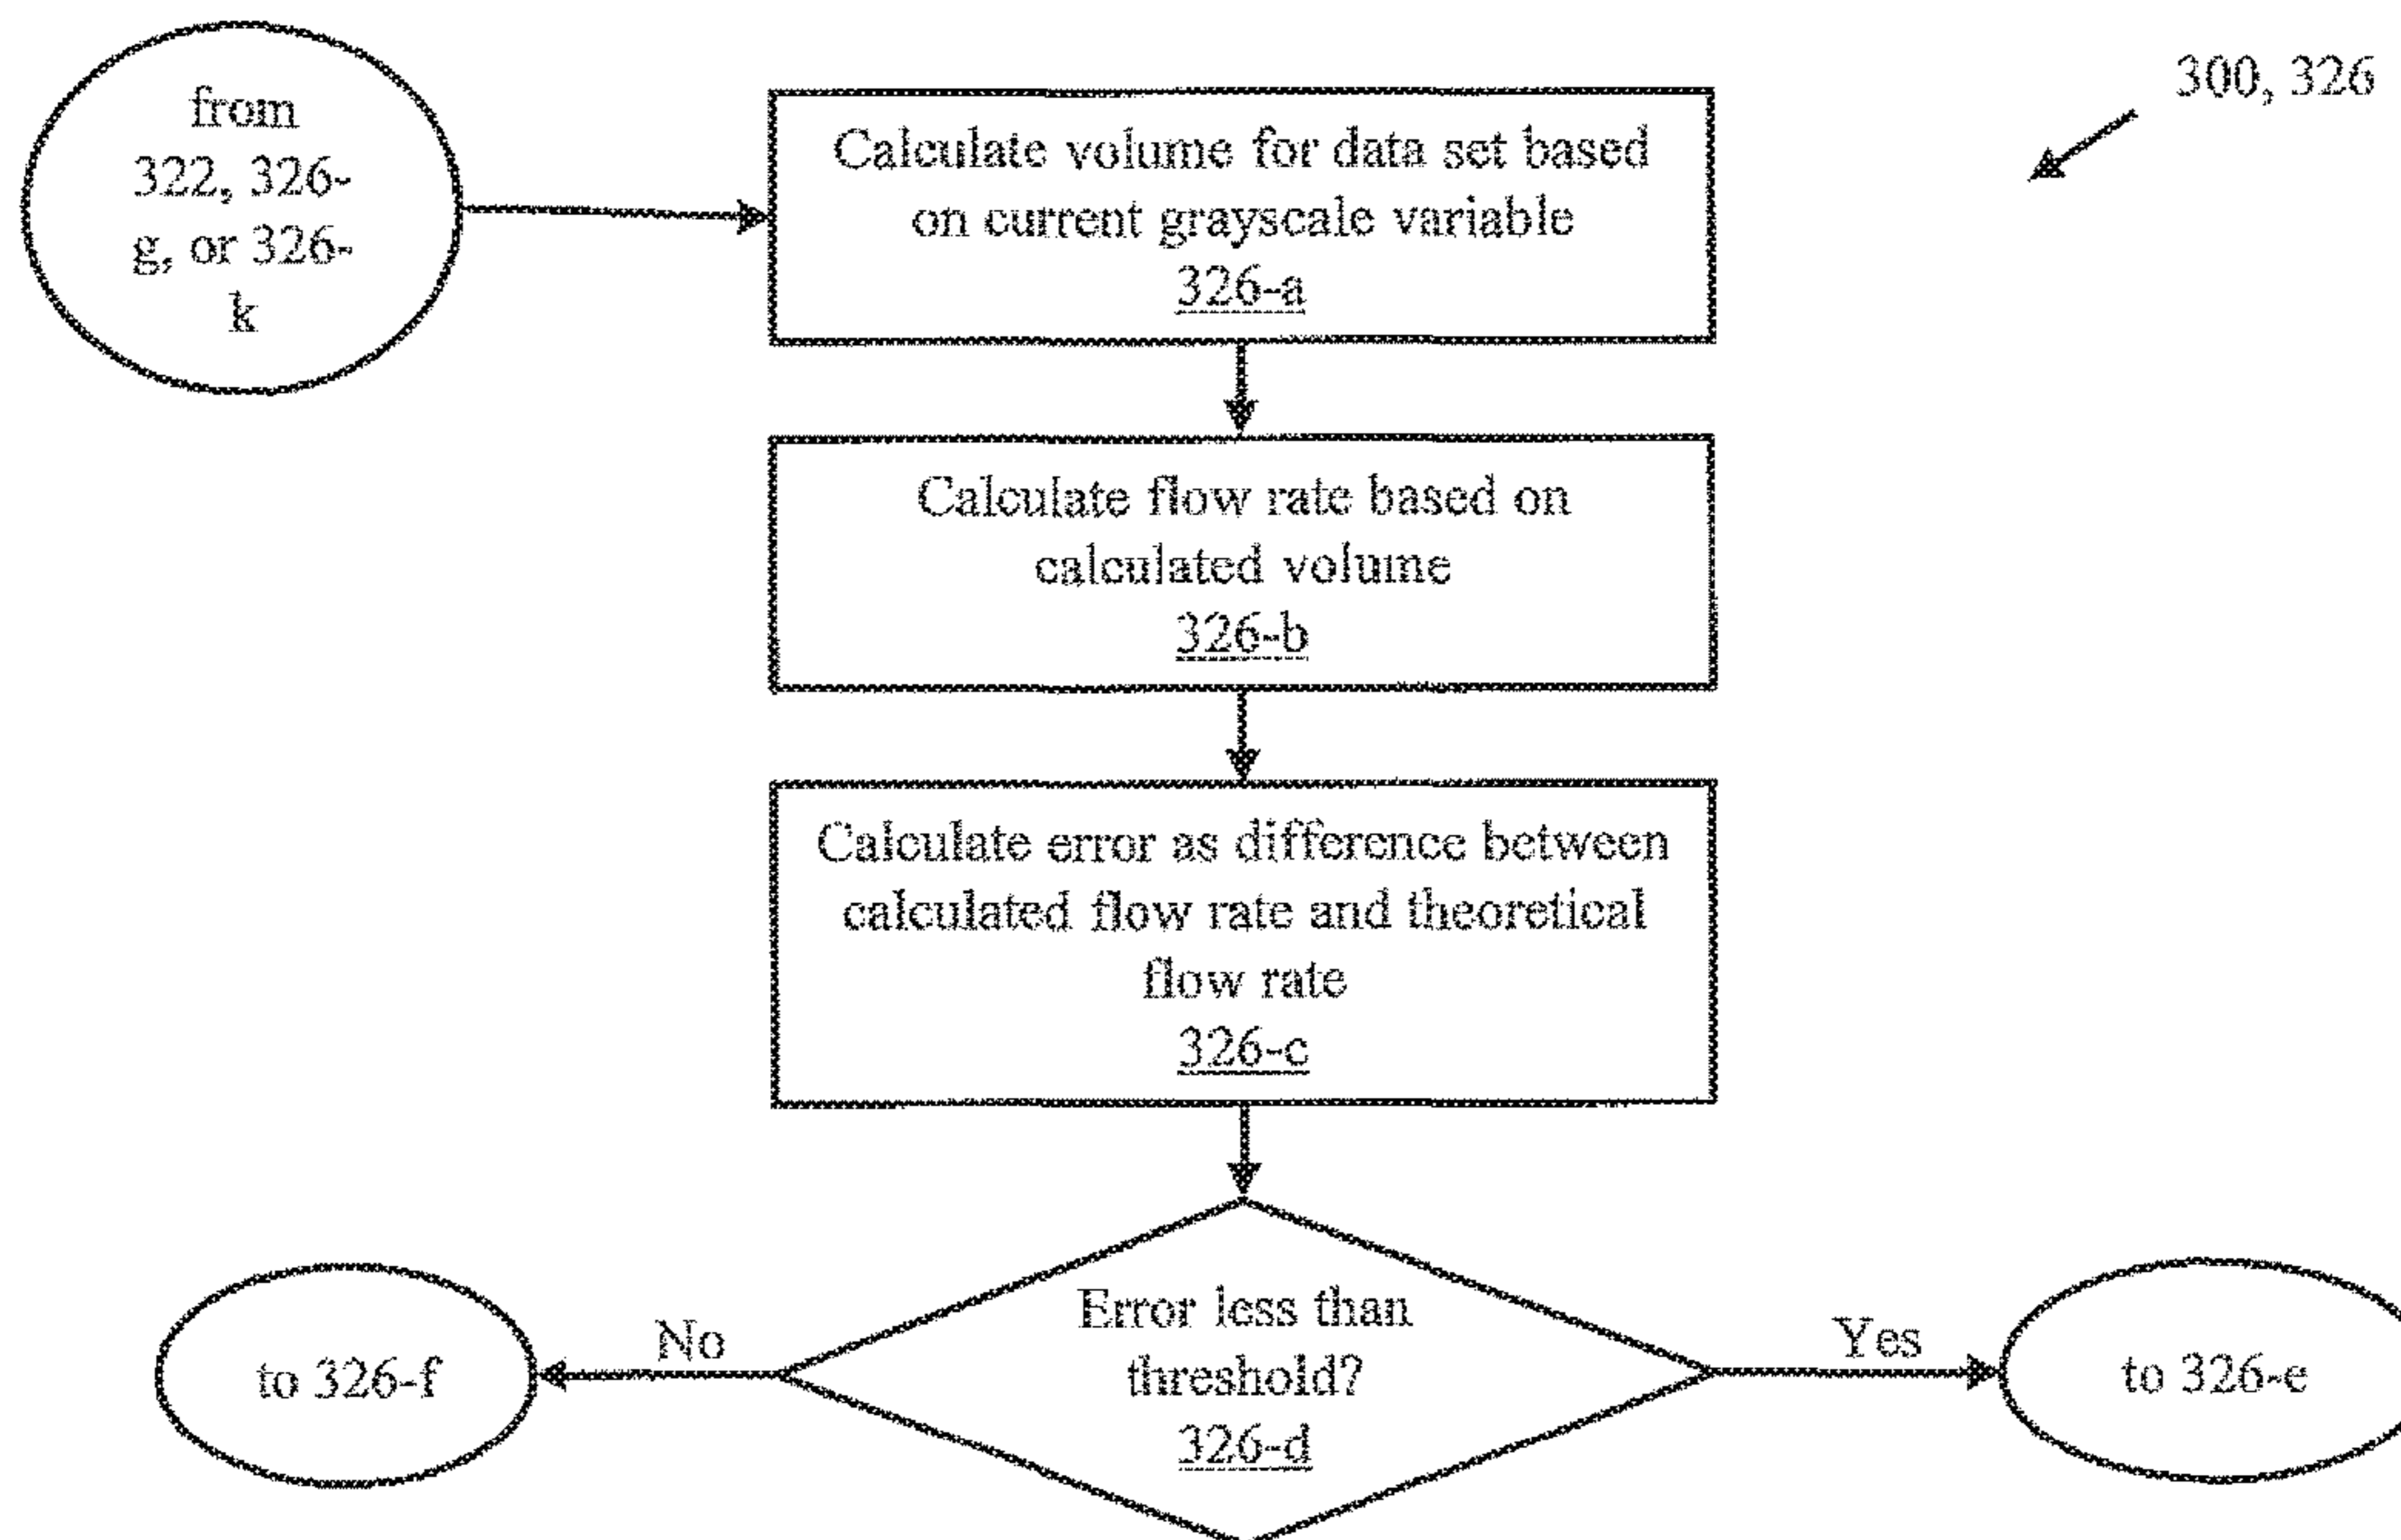 from
322, 326-
g, or 326-
k
300, 326
Calculate volume for data set based
on current grayscale variable
326-a
Calculate flow rate based on
calculated volume
326-b
Calculate error as difference between
calculated flow rate and theoretical
flow rate
326-c
Error less than
threshold?
326-d
No
to 326-f
Yes
to 326-e